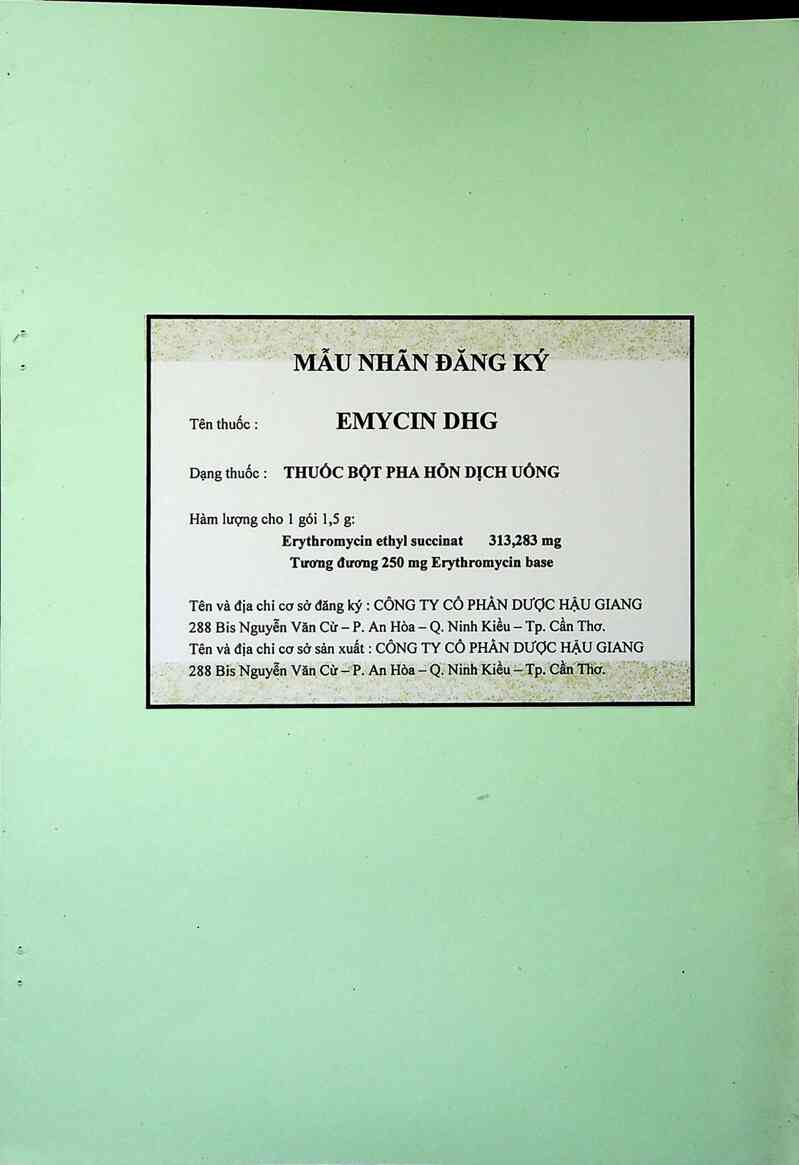 MẪU NHÃN ĐĂNG KÝ
Tên thuốc : EMYCIN DHG
Dạng thuốc : THUỐC BỘT PHA HỖN DỊCH UỐNG
Hàm lượng cho 1 gói 1,5 g:
Erythromycin ethyl succinat 313,283 mg
Tương đương 250 mg Erythromycin base
Tên và địa chỉ cơ sở đăng ký : CÔNG TY CỔ PHẦN DƯỢC HẬU GIANG
288 Bis Nguyễn Văn Cừ – P. An Hòa – Q. Ninh Kiều – Tp. Cần Thơ.
Tên và địa chỉ cơ sở sản xuất : CÔNG TY CỔ PHẦN DƯỢC HẬU GIANG
288 Bis Nguyễn Văn Cừ – P. An Hòa – Q. Ninh Kiều – Tp. Cần Thơ.